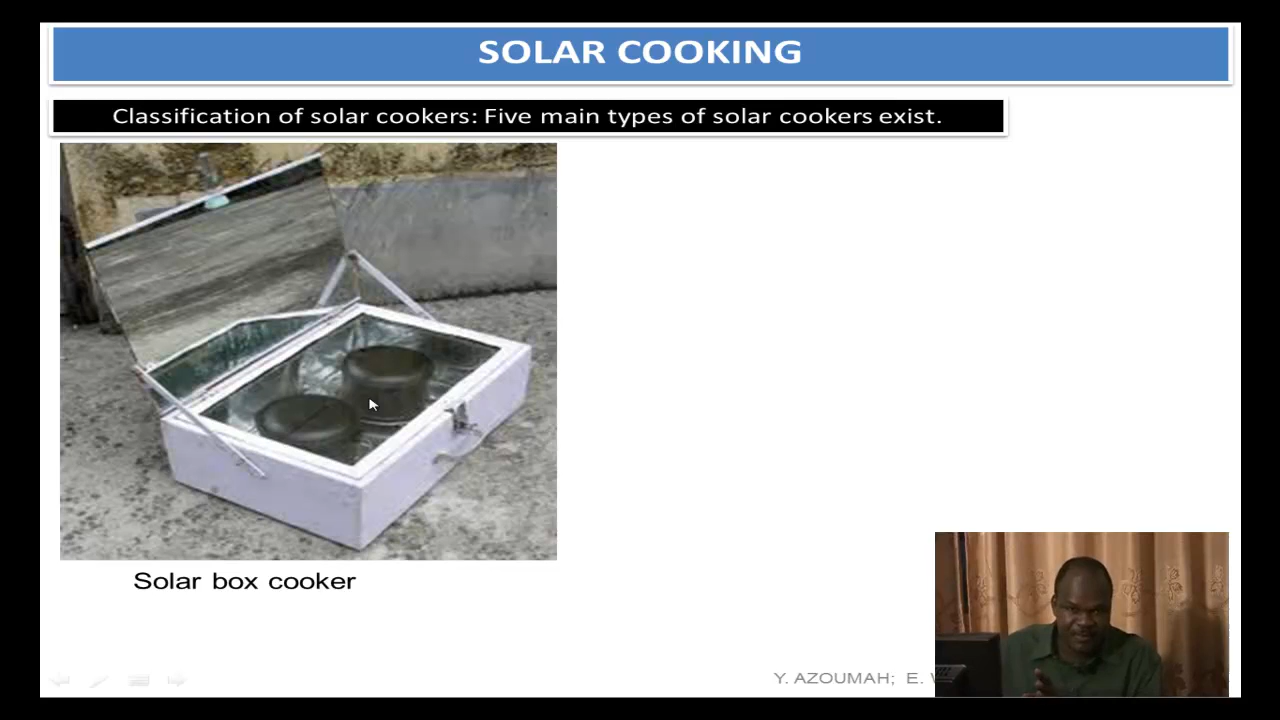 SOLAR COOKING
Classification of solar cookers: Five main types of solar cookers exist.
Solar box cooker
Y. AZOUMAH; E.